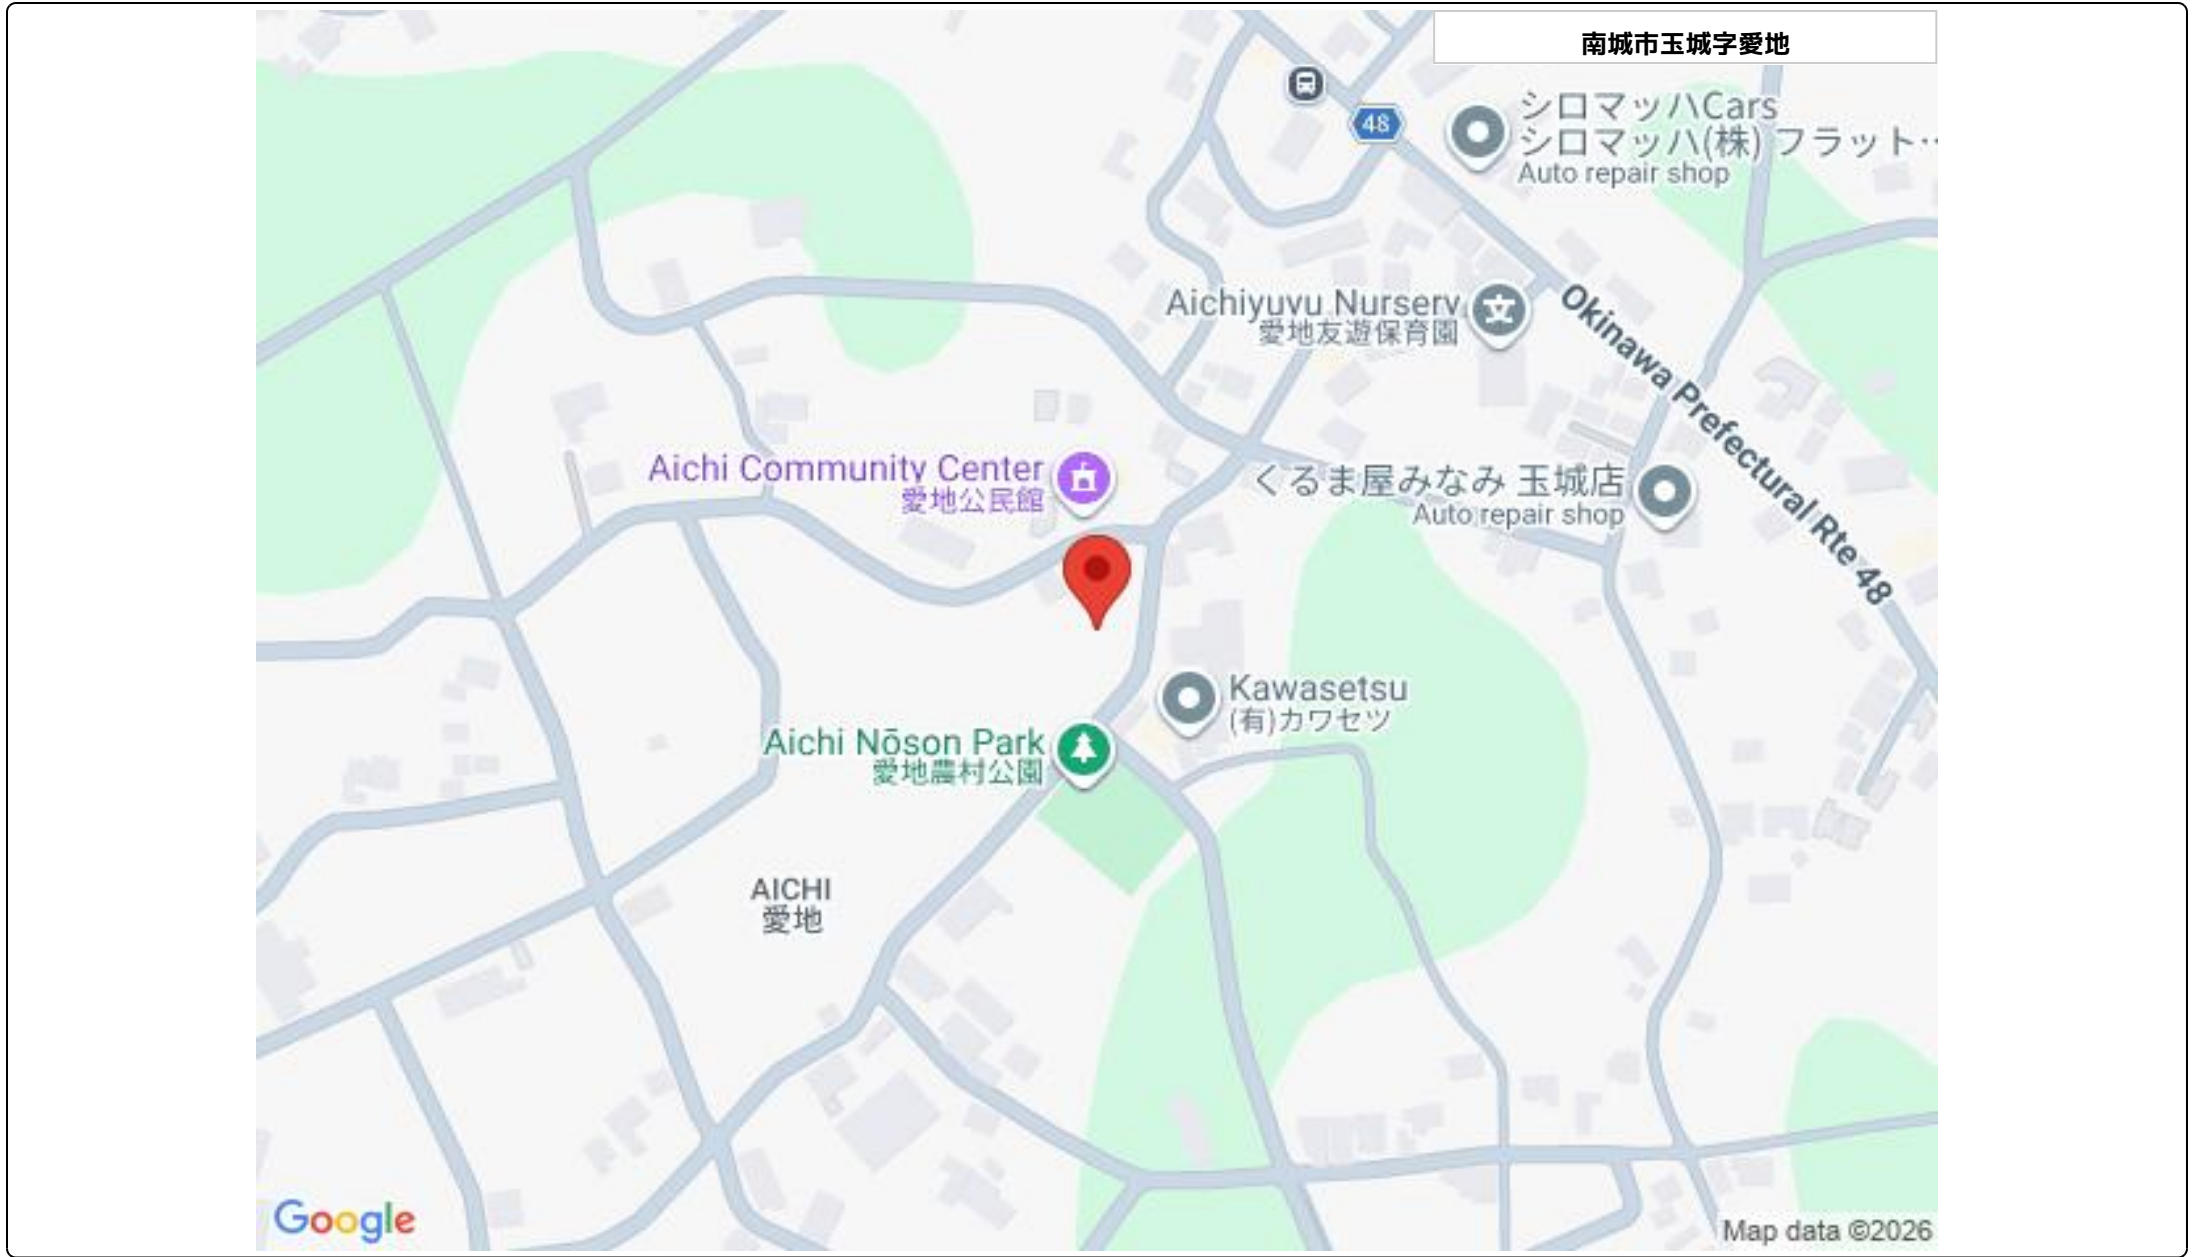 南城市玉城字愛地
48
シロマッハCars
シロマッハ(株) フラット…
Auto repair shop
Aichiyuvu Nurserv
愛地友遊保育園
Okinawa Prefectural Rte 48
Aichi Community Center
愛地公民館
くるま屋みなみ 玉城店
Auto repair shop
Kawasetsu
(有)カワセツ
Aichi Nōson Park
愛地農村公園
AICHI
愛地
Google
Map data ©2026